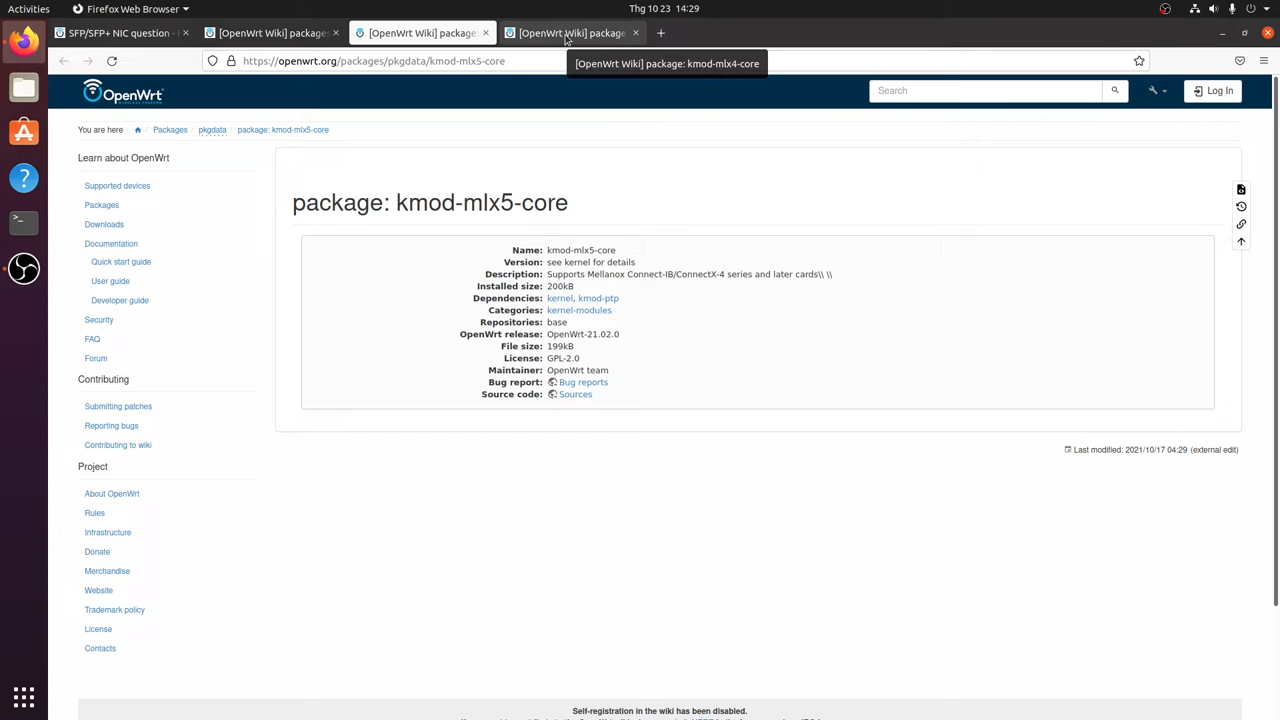 Activities
Firefox Web Browser
Thg 10 23 14:29
SFP/SFP+ NIC question -
[OpenWrt Wiki] package
[OpenWrt Wiki] package
[OpenWrt Wiki] package
https://openwrt.org/packages/pkgdata/kmod-mlx5-core
[OpenWrt Wiki] package: kmod-mlx4-core
OpenWrt
WIRELESS FREEDOM
Search
Log In
You are here / / Packages / pkgdata / package: kmod-mlx5-core
Learn about OpenWrt
Supported devices
Packages
Downloads
Documentation
Quick start guide
User guide
Developer guide
Security
FAQ
Forum
Contributing
Submitting patches
Reporting bugs
Contributing to wiki
Project
About OpenWrt
Rules
Infrastructure
Donate
Merchandise
Website
Trademark policy
License
Contacts
package: kmod-mlx5-core
Name: kmod-mlx5-core
Version: see kernel for details
Description: Supports Mellanox Connect-IB/ConnectX-4 series and later cards\\ \\
Installed size: 200kB
Dependencies: kernel, kmod-ptp
Categories: kernel-modules
Repositories: base
OpenWrt release: OpenWrt-21.02.0
File size: 199kB
License: GPL-2.0
Maintainer: OpenWrt team
Bug report: Bug reports
Source code: Sources
Last modified: 2021/10/17 04:29 (external edit)
Self-registration in the wiki has been disabled.